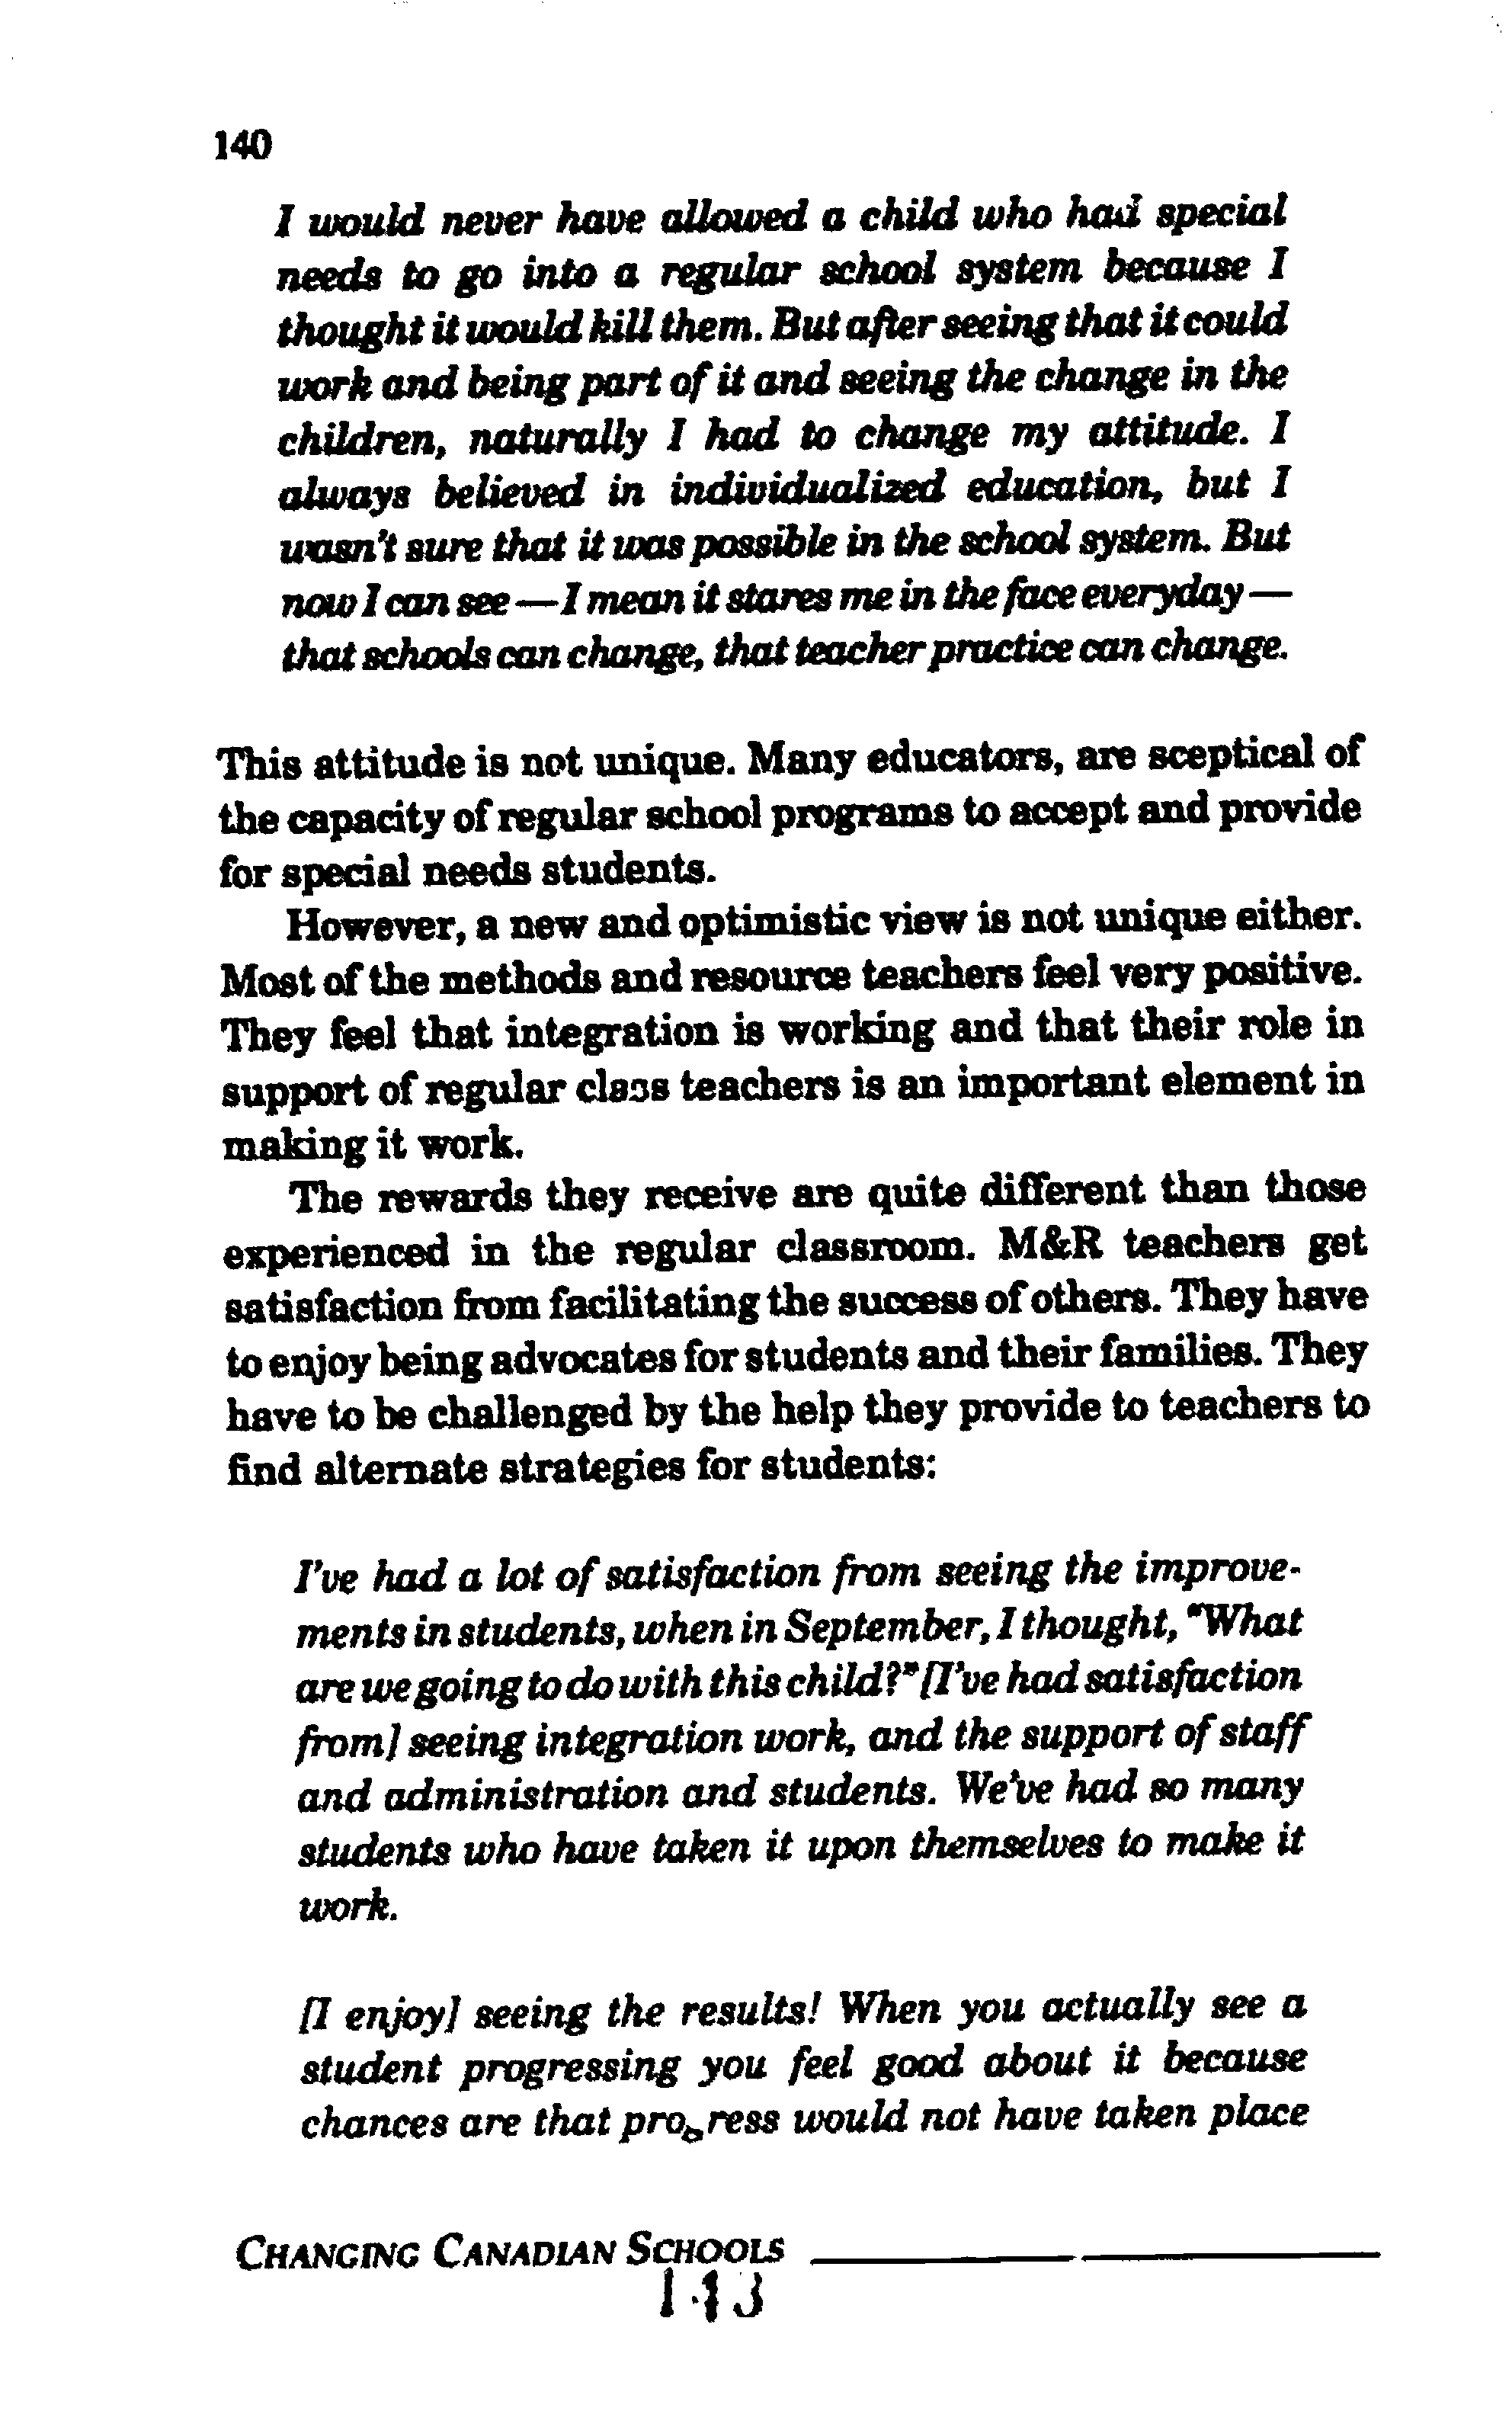 140
I would never have allowed a child who had special
needs to go into a regular school system because I
thought it would kill them. But after seeing that it could
work and being part of it and seeing the change in the
children, naturally I had to change my attitude. I
always believed in individualized education, but I
wasn't sure that it was possible in the school system. But
now I can see — I mean it stares me in the face everyday —
that schools can change, that teacher practice can change.
This attitude is not unique. Many educators, are sceptical of
the capacity of regular school programs to accept and provide
for special needs students.
However, a new and optimistic view is not unique either.
Most of the methods and resource teachers feel very positive.
They feel that integration is working and that their role in
support of regular class teachers is an important element in
making it work.
The rewards they receive are quite different than those
experienced in the regular classroom. M&R teachers get
satisfaction from facilitating the success of others. They have
to enjoy being advocates for students and their families. They
have to be challenged by the help they provide to teachers to
find alternate strategies for students:
I've had a lot of satisfaction from seeing the improve-
ments in students, when in September, I thought, "What
are we going to do with this child?" [I've had satisfaction
from] seeing integration work, and the support of staff
and administration and students. We've had so many
students who have taken it upon themselves to make it
work.
[I enjoy] seeing the results! When you actually see a
student progressing you feel good about it because
chances are that progress would not have taken place
CHANGING CANADIAN SCHOOLS